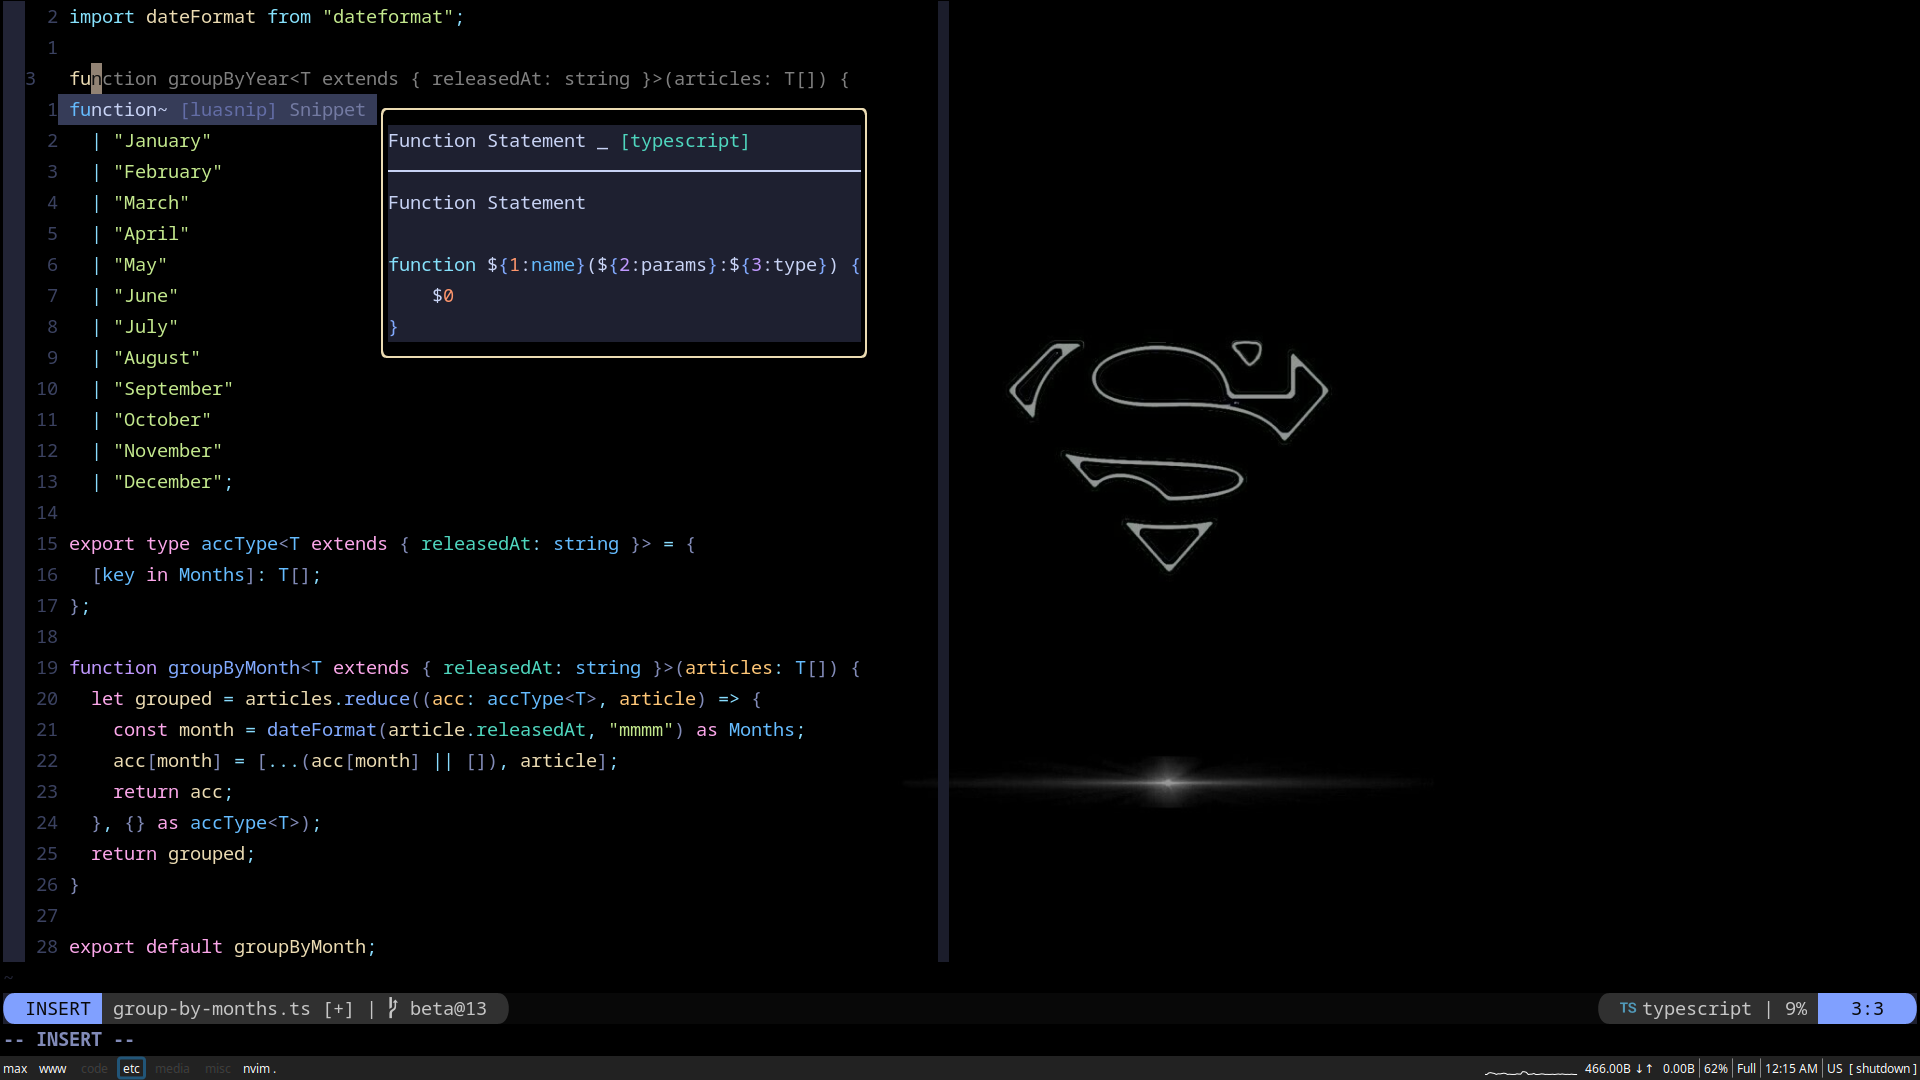 2 import dateFormat from "dateformat";
1
3 function groupByYear<T extends { releasedAt: string }>(articles: T[]) {
1 function~ [luasnip] Snippet
2 | "January"
Function Statement _ [typescript]
3 | "February"
4 | "March"
Function Statement
5 | "April"
6 | "May"
function ${1:name}(${2:params}:${3:type}) {
7 | "June"
$0
8 | "July"
}
9 | "August"
10 | "September"
11 | "October"
12 | "November"
13 | "December";
14
15 export type accType<T extends { releasedAt: string }> = {
16 [key in Months]: T[];
17 };
18
19 function groupByMonth<T extends { releasedAt: string }>(articles: T[]) {
20 let grouped = articles.reduce((acc: accType<T>, article) => {
21 const month = dateFormat(article.releasedAt, "mmmm") as Months;
22 acc[month] = [...(acc[month] || []), article];
23 return acc;
24 }, {} as accType<T>);
25 return grouped;
26 }
27
28 export default groupByMonth;
~
INSERT group-by-months.ts [+] | beta@13 TS typescript | 9% 3:3
-- INSERT --
max www code etc media misc nvim . 466.00B ↓↑ 0.00B 62% Full 12:15 AM US [ shutdown ]